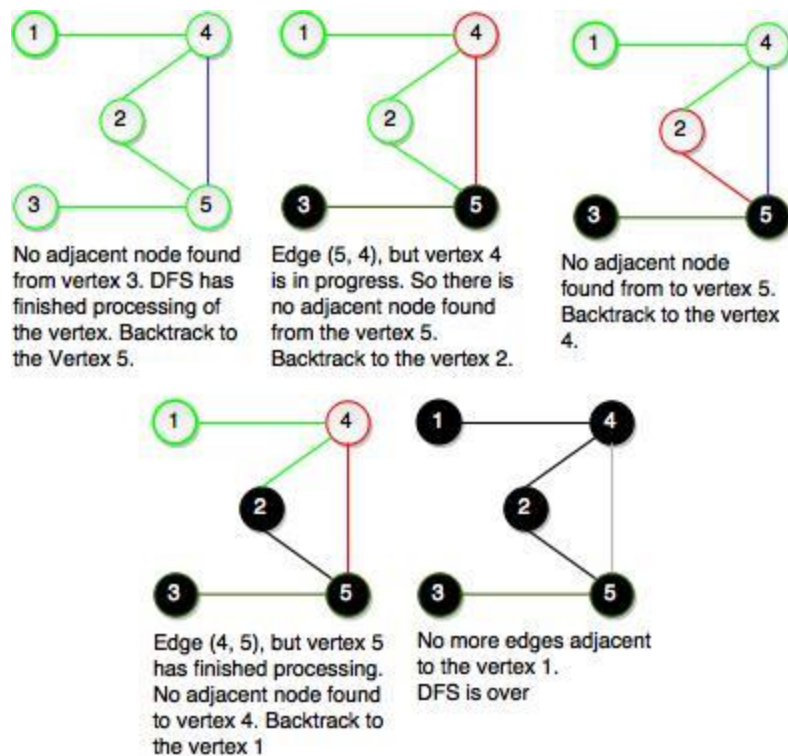 1
4
2
3
5
No adjacent node found
from vertex 3. DFS has
finished processing of
the vertex. Backtrack to
the Vertex 5.
1
4
2
3
5
Edge (5, 4), but vertex 4
is in progress. So there is
no adjacent node found
from the vertex 5.
Backtrack to the vertex 2.
1
4
2
3
5
No adjacent node
found from to vertex 5.
Backtrack to the vertex
4.
1
4
2
3
5
Edge (4, 5), but vertex 5
has finished processing.
No adjacent node found
to vertex 4. Backtrack to
the vertex 1
1
4
2
3
5
No more edges adjacent
to the vertex 1.
DFS is over